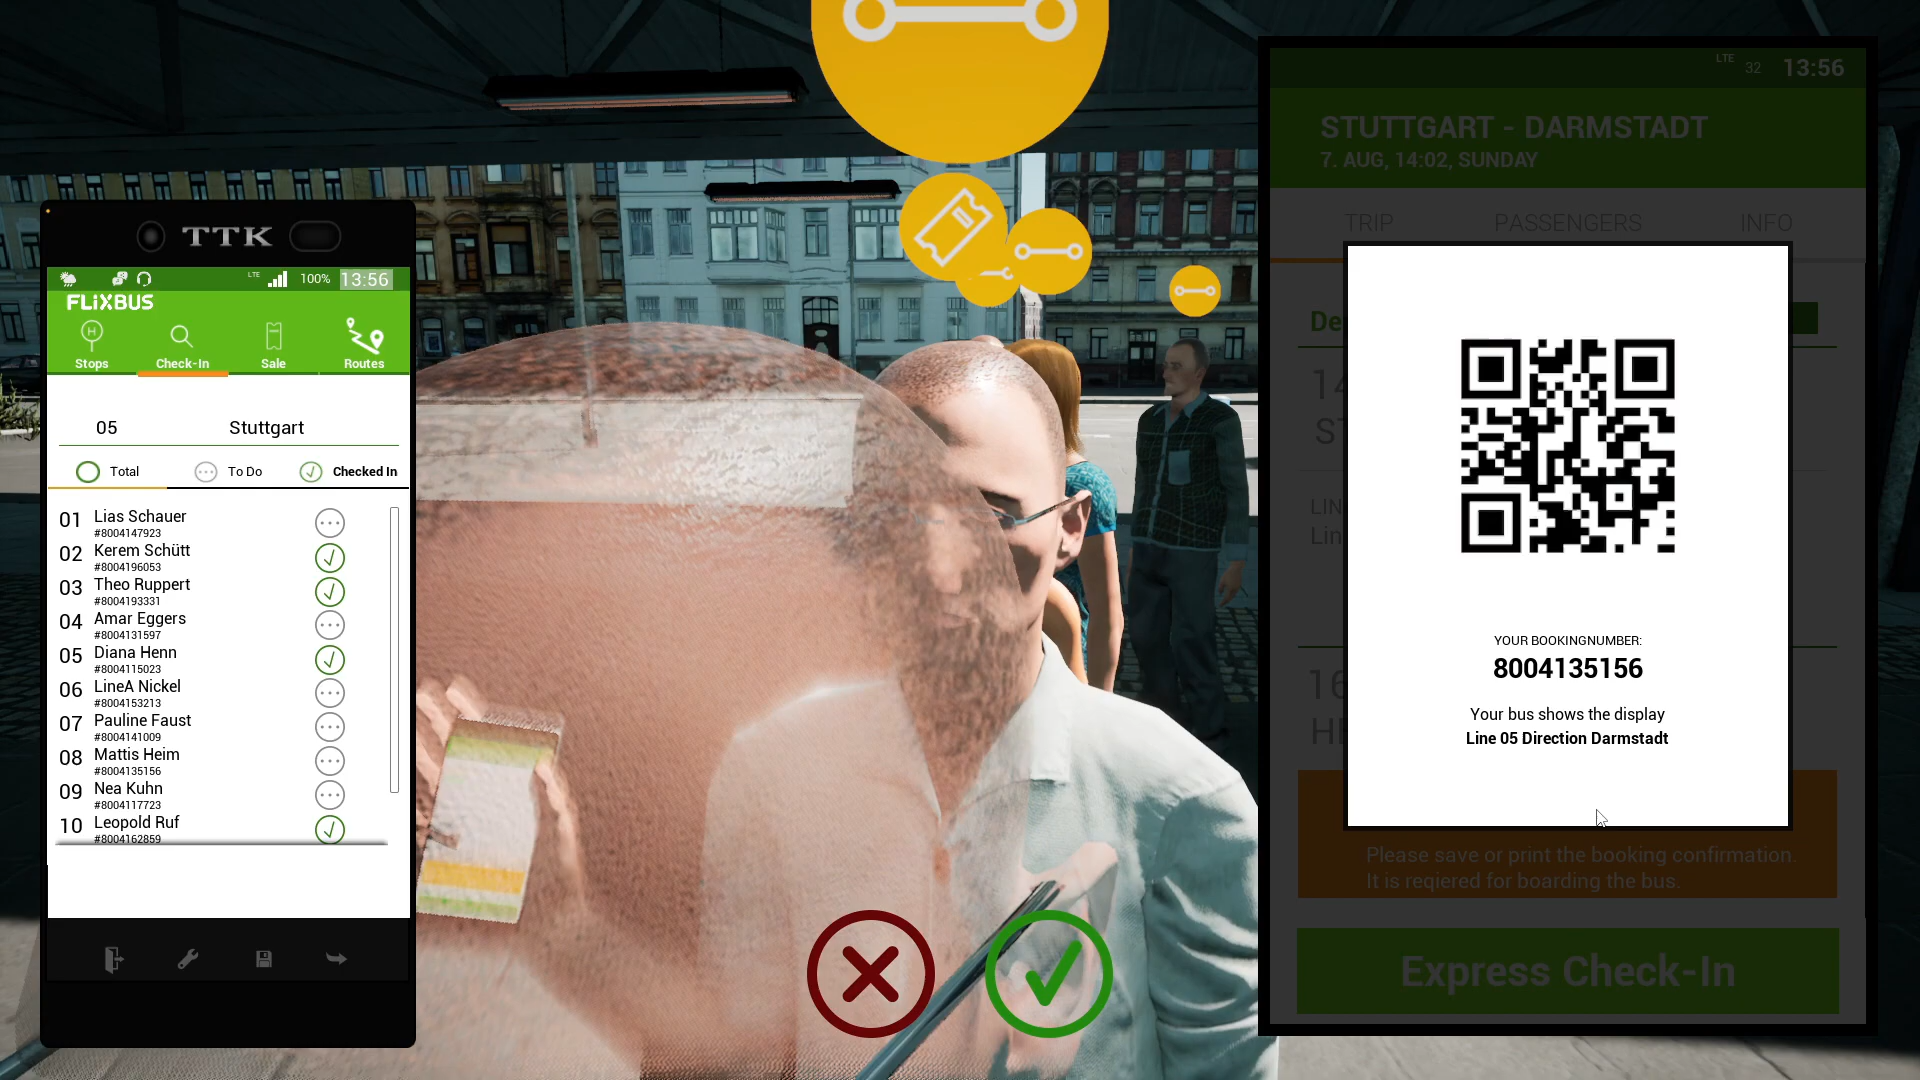 TTK
LTE 100% 13:56
FLiXBUS
Stops Check-In Sale Routes
05 Stuttgart
Total To Do Checked In
01 Lias Schauer
#8004147923
02 Kerem Schütt
#8004196053
03 Theo Ruppert
#8004193331
04 Amar Eggers
#8004131597
05 Diana Henn
#8004115023
06 LineA Nickel
#8004153213
07 Pauline Faust
#8004141009
08 Mattis Heim
#8004135156
09 Nea Kuhn
#8004117723
10 Leopold Ruf
#8004162859
LTE 32 13:56
STUTTGART - DARMSTADT
7. AUG, 14:02, SUNDAY
TRIP PASSENGERS INFO
YOUR BOOKINGNUMBER:
8004135156
Your bus shows the display
Line 05 Direction Darmstadt
Please save or print the booking confirmation.
It is reqiered for boarding the bus.
Express Check-In